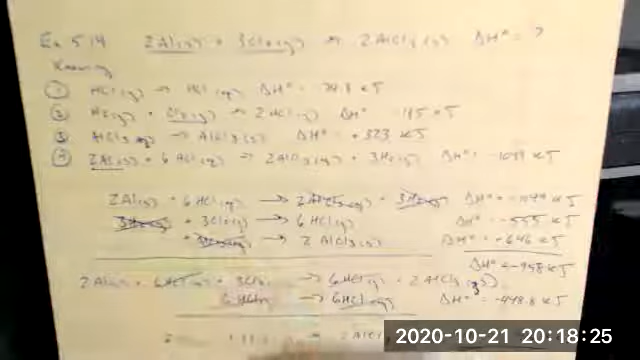 Ex 5.14 2Al(s) + 3Cl₂(g) → 2AlCl₃(s) ΔH° = ?
Knowing
① HCl(g) → HCl(aq) ΔH° = -74.8 kJ
② H₂(g) + Cl₂(g) → 2HCl(g) ΔH° -185 kJ
③ AlCl₃(aq) → AlCl₃(s) ΔH° = +323 kJ
④ 2Al(s) + 6HCl(aq) → 2AlCl₃(aq) + 3H₂(g) ΔH° = -1049 kJ
2Al(s) + 6HCl(aq) → 2AlCl₃(aq) + 3H₂(g) ΔH° = -1049 kJ
3H₂(g) + 3Cl₂(g) → 6HCl(g) ΔH° = -555 kJ
→ 2AlCl₃(s) ΔH° = +646 kJ
ΔH° = -958 kJ
2Al(s) + 6HCl(aq) + 3Cl₂ → 6HCl(g) + 2AlCl₃(s)
6HCl(g) → 6HCl(aq) ΔH° = -448.8 kJ
2020-10-21 20:18:25